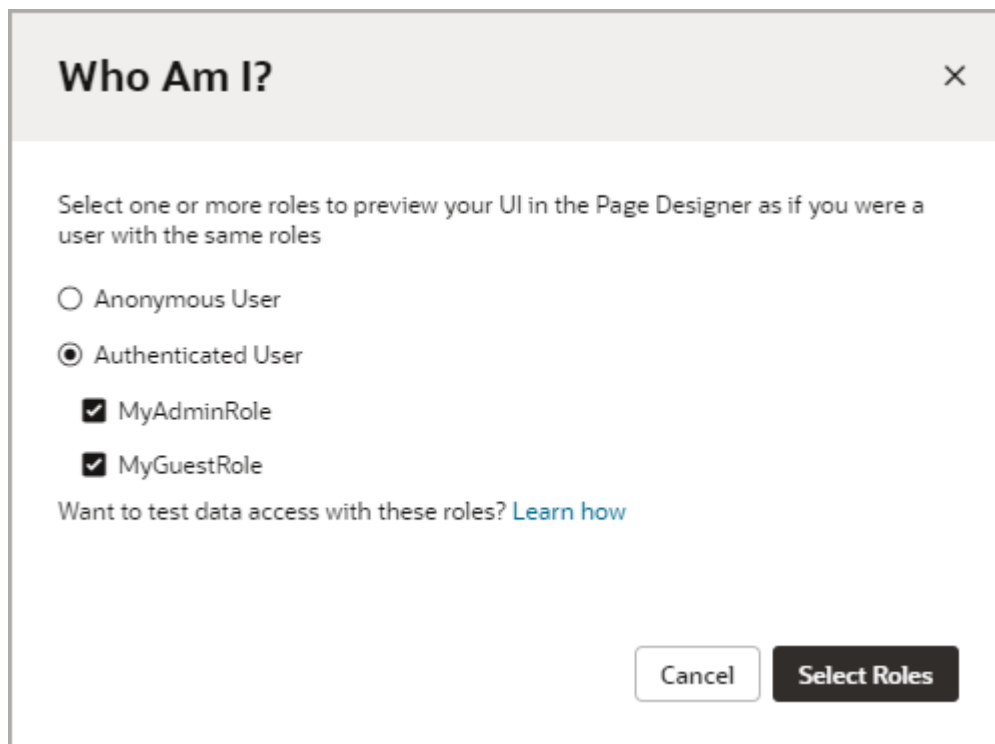 Who Am I?
Select one or more roles to preview your UI in the Page Designer as if you were a
user with the same roles
Anonymous User
Authenticated User
MyAdminRole
MyGuestRole
Want to test data access with these roles? Learn how
Cancel Select Roles